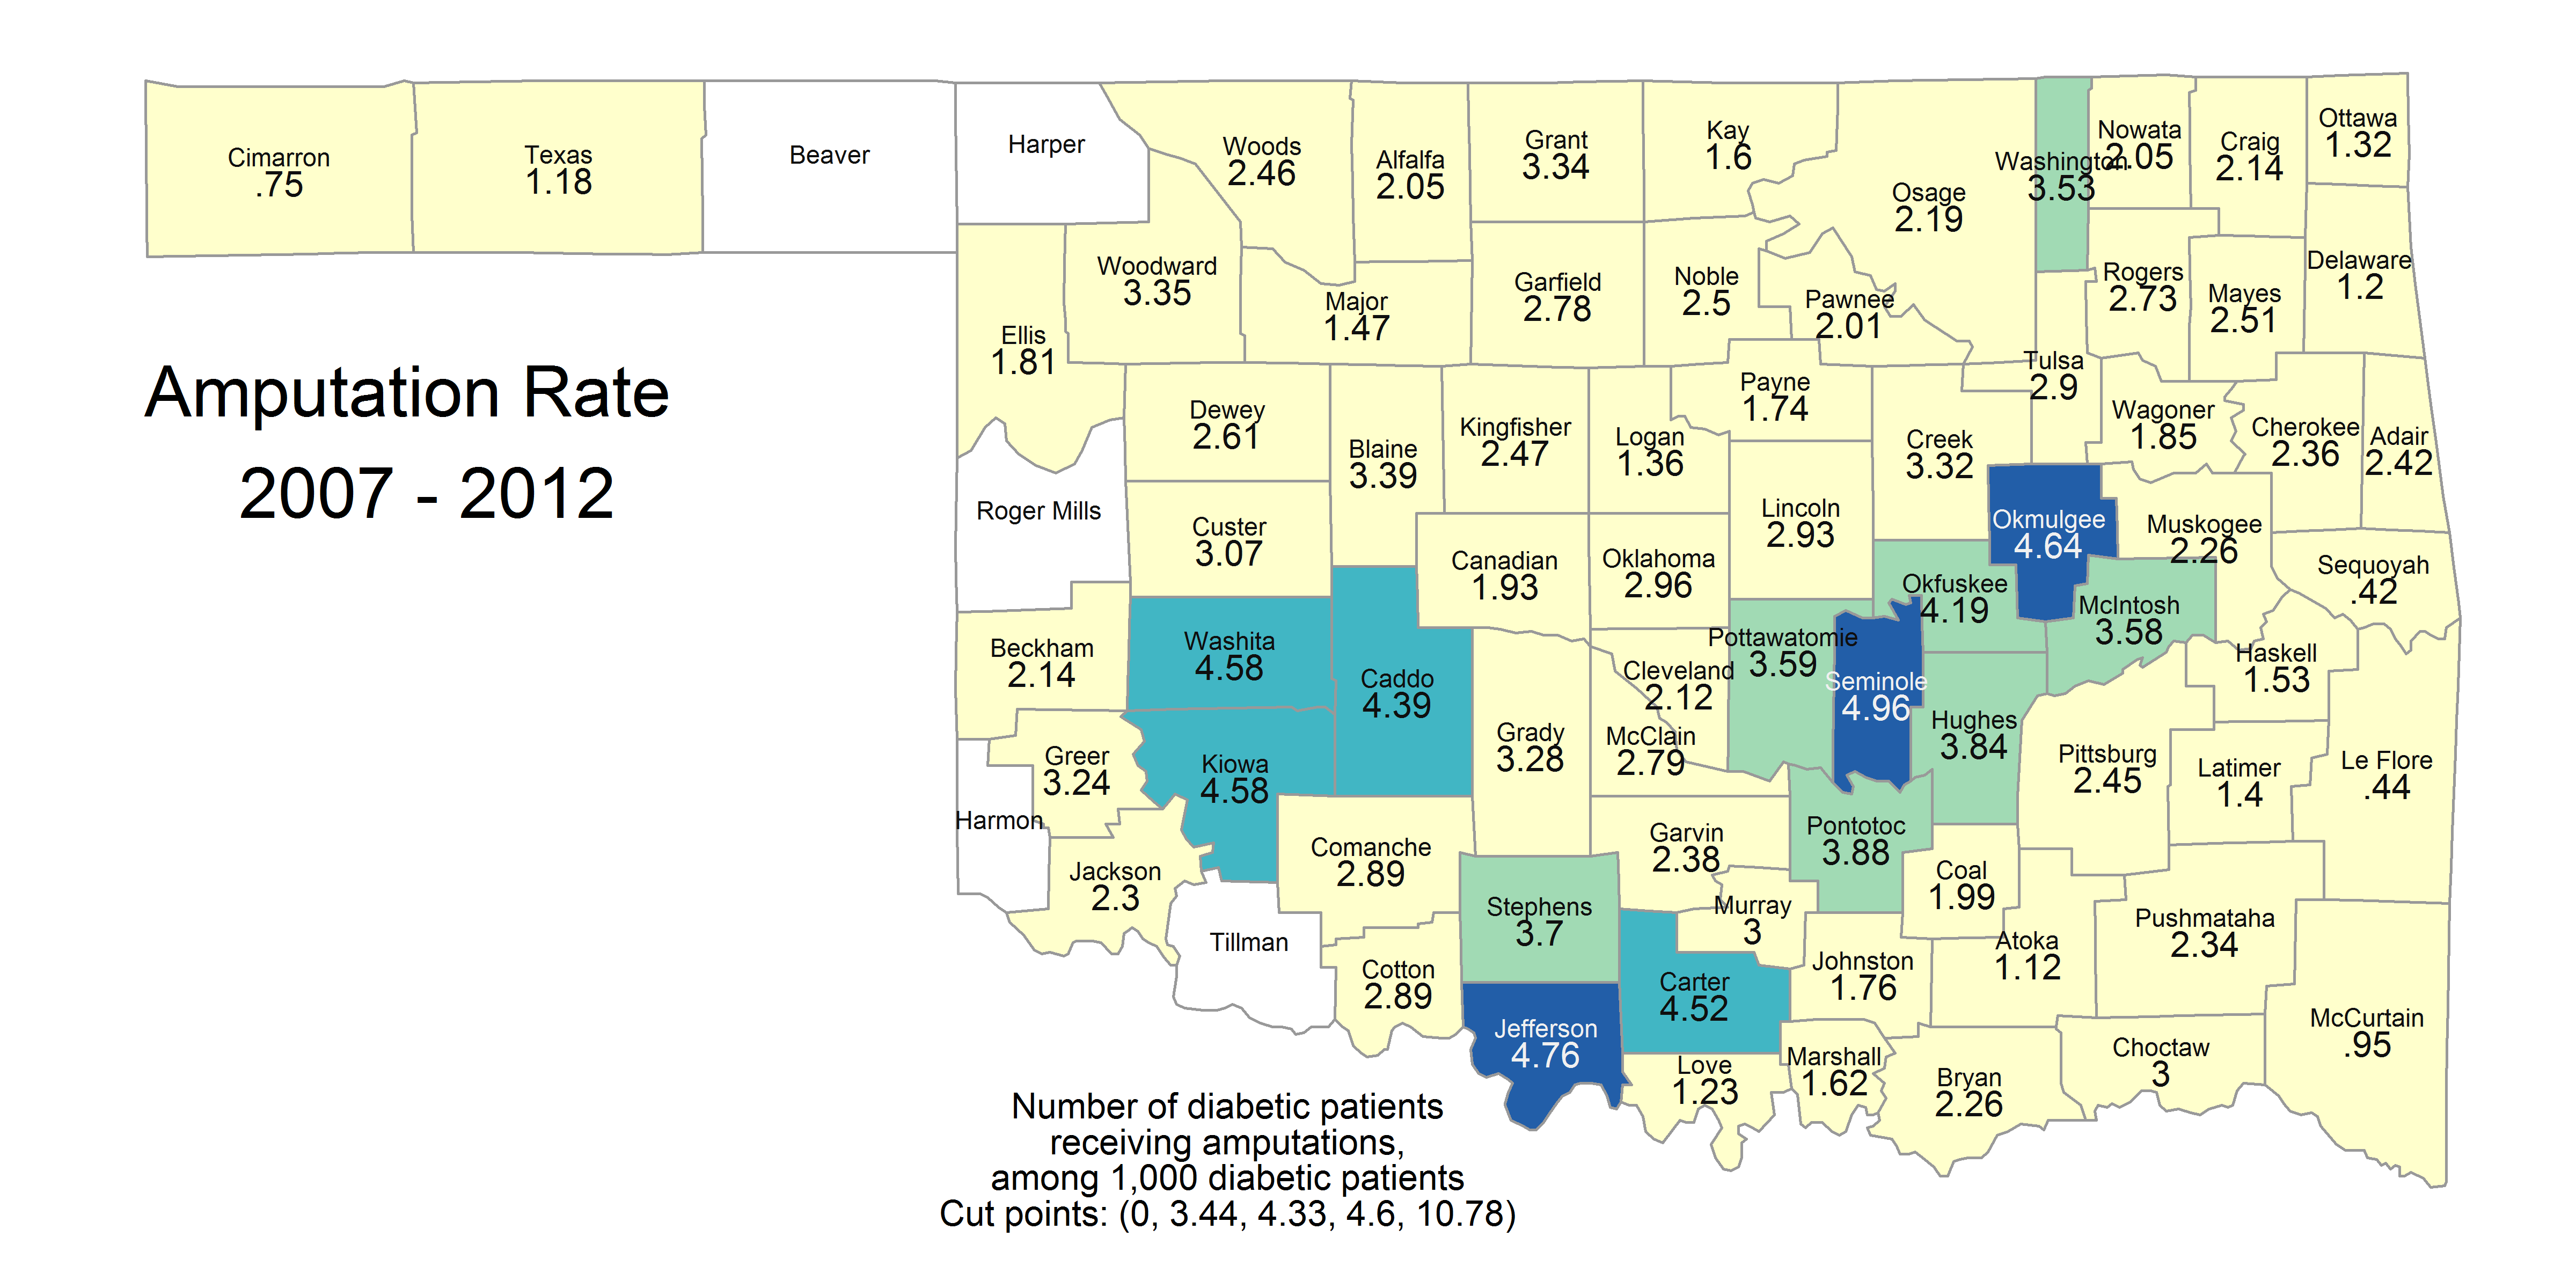 Cimarron
.75
Texas
1.18
Beaver
Harper
Woods
2.46
Alfalfa
2.05
Grant
3.34
Kay
1.6
Osage
2.19
Washington
3.53
Nowata
2.05
Craig
2.14
Ottawa
1.32
Ellis
1.81
Woodward
3.35
Major
1.47
Garfield
2.78
Noble
2.5
Pawnee
2.01
Rogers
2.73
Mayes
2.51
Delaware
1.2
Amputation Rate
2007 - 2012
Dewey
2.61
Blaine
3.39
Kingfisher
2.47
Logan
1.36
Payne
1.74
Creek
3.32
Tulsa
2.9
Wagoner
1.85
Cherokee
2.36
Adair
2.42
Roger Mills
Custer
3.07
Canadian
1.93
Oklahoma
2.96
Lincoln
2.93
Okmulgee
4.64
Muskogee
2.26
Sequoyah
.42
Beckham
2.14
Washita
4.58
Caddo
4.39
Cleveland
2.12
Pottawatomie
3.59
Seminole
4.96
Okfuskee
4.19
McIntosh
3.58
Haskell
1.53
Greer
3.24
Kiowa
4.58
Grady
3.28
McClain
2.79
Hughes
3.84
Pittsburg
2.45
Latimer
1.4
Le Flore
.44
Harmon
Jackson
2.3
Comanche
2.89
Garvin
2.38
Pontotoc
3.88
Coal
1.99
Tillman
Cotton
2.89
Stephens
3.7
Murray
3
Carter
4.52
Johnston
1.76
Atoka
1.12
Pushmataha
2.34
McCurtain
.95
Jefferson
4.76
Love
1.23
Marshall
1.62
Bryan
2.26
Choctaw
3
Number of diabetic patients
receiving amputations,
among 1,000 diabetic patients
Cut points: (0, 3.44, 4.33, 4.6, 10.78)